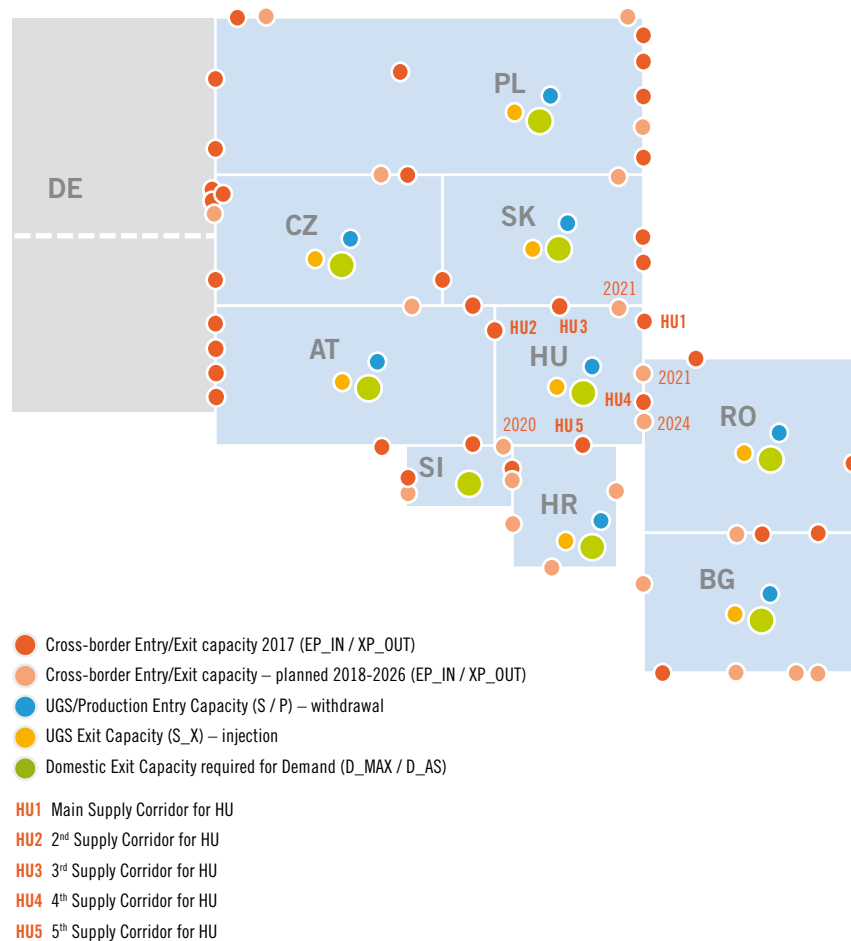 PL
DE
CZ
SK
2021
HU2
HU3
HU1
AT
HU
2021
HU4
2020
HU5
2024
RO
SI
HR
BG
Cross-border Entry/Exit capacity 2017 (EP_IN / XP_OUT)
Cross-border Entry/Exit capacity – planned 2018-2026 (EP_IN / XP_OUT)
UGS/Production Entry Capacity (S / P) – withdrawal
UGS Exit Capacity (S_X) – injection
Domestic Exit Capacity required for Demand (D_MAX / D_AS)
HU1 Main Supply Corridor for HU
HU2 2nd Supply Corridor for HU
HU3 3rd Supply Corridor for HU
HU4 4th Supply Corridor for HU
HU5 5th Supply Corridor for HU